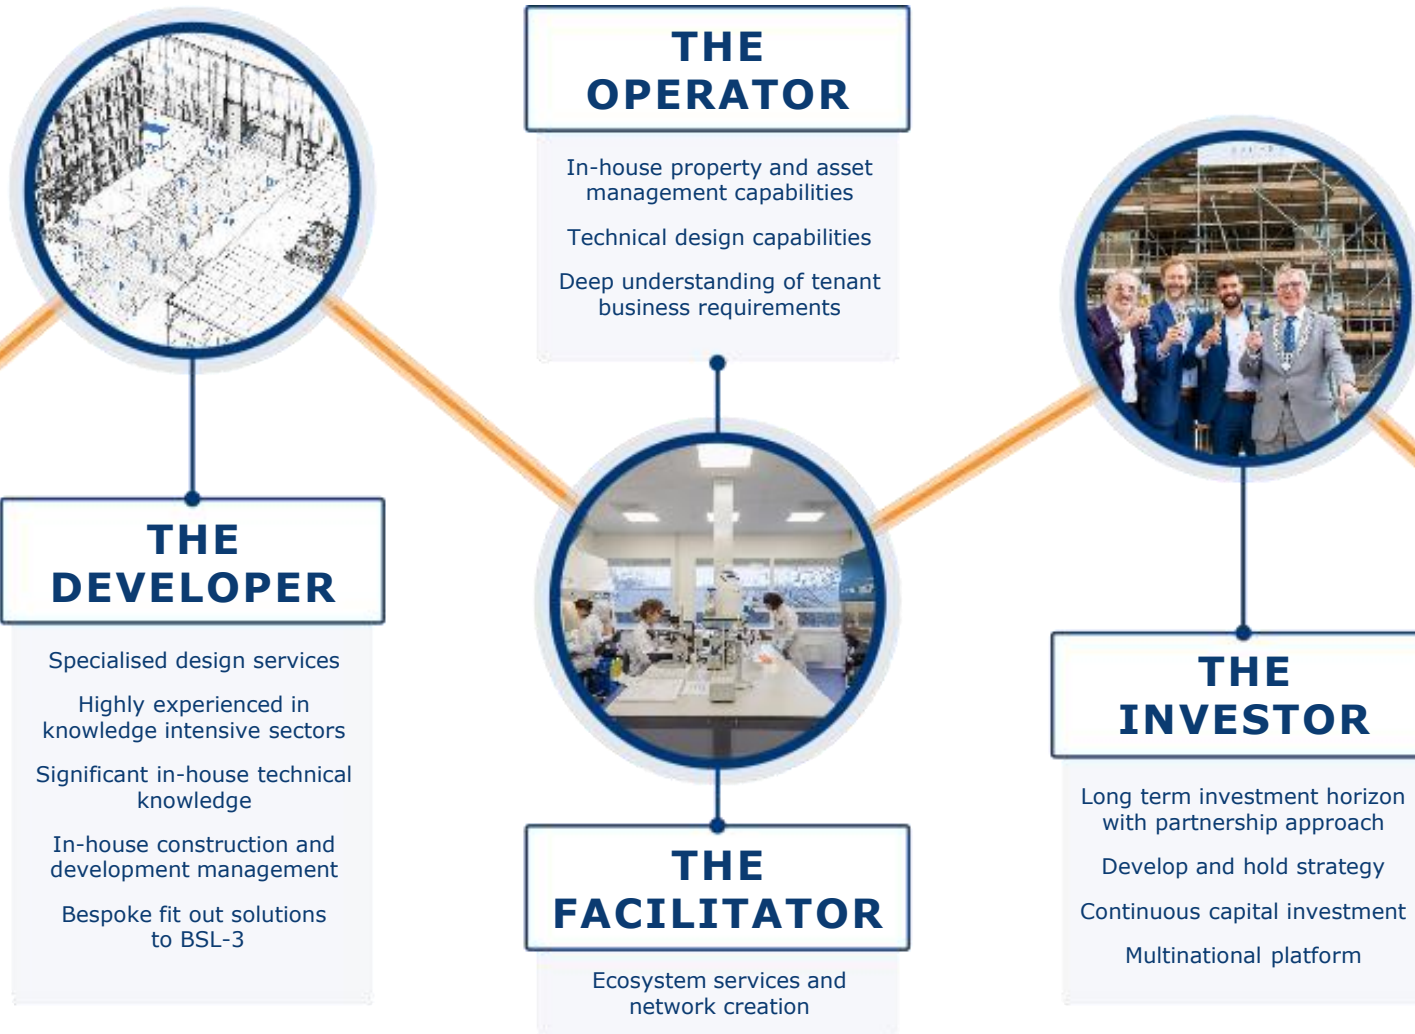 THE
DEVELOPER
Specialised design services
Highly experienced in
knowledge intensive sectors
Significant in-house technical
knowledge
In-house construction and
development management
Bespoke fit out solutions
to BSL-3
THE
OPERATOR
In-house property and asset
management capabilities
Technical design capabilities
Deep understanding of tenant
business requirements
THE
FACILITATOR
Ecosystem services and
network creation
THE
INVESTOR
Long term investment horizon
with partnership approach
Develop and hold strategy
Continuous capital investment
Multinational platform